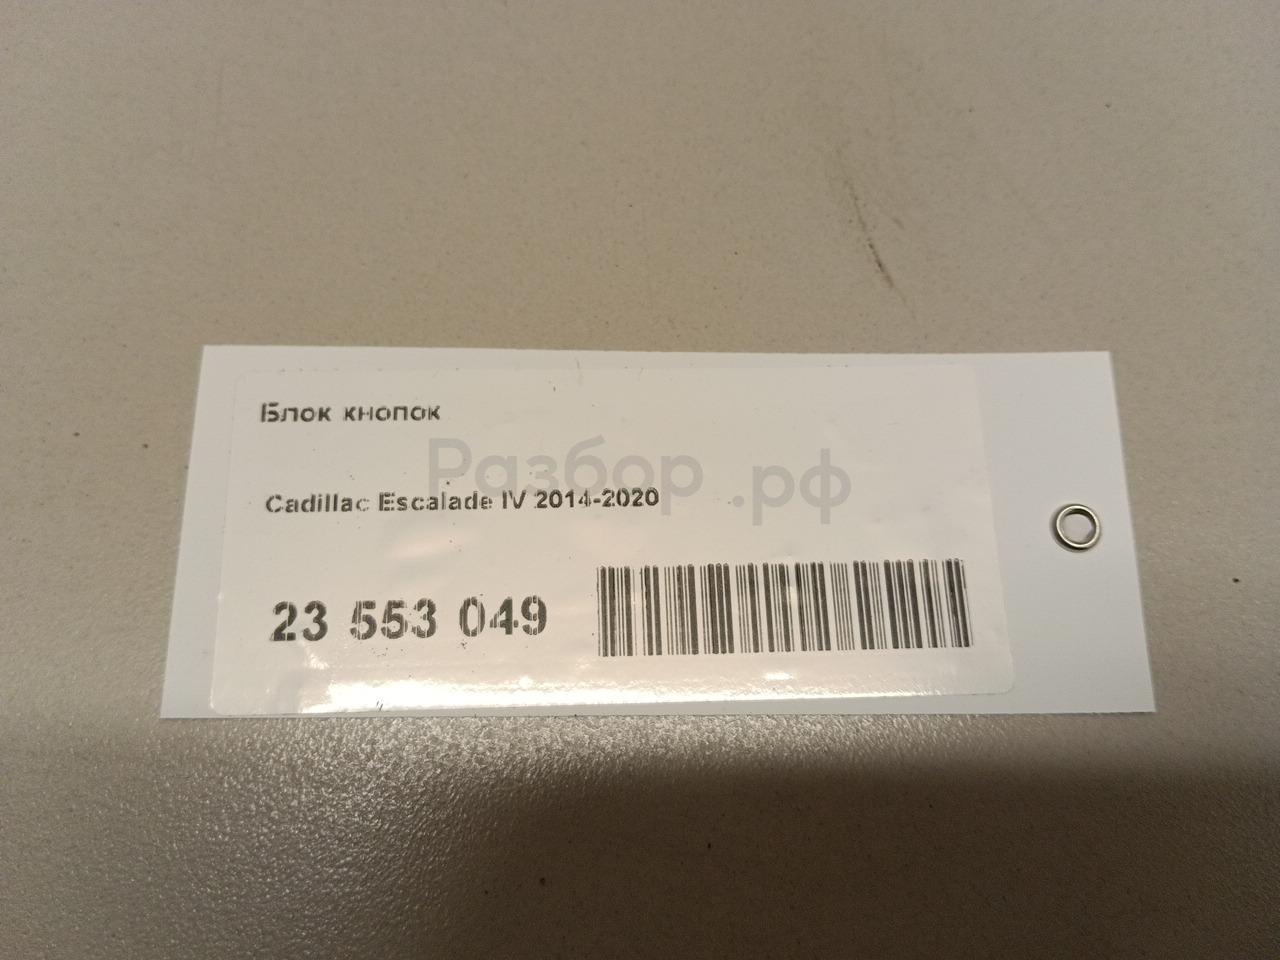 Блок кнопок
Разбор.рф
Cadillac Escalade IV 2014-2020
23 553 049